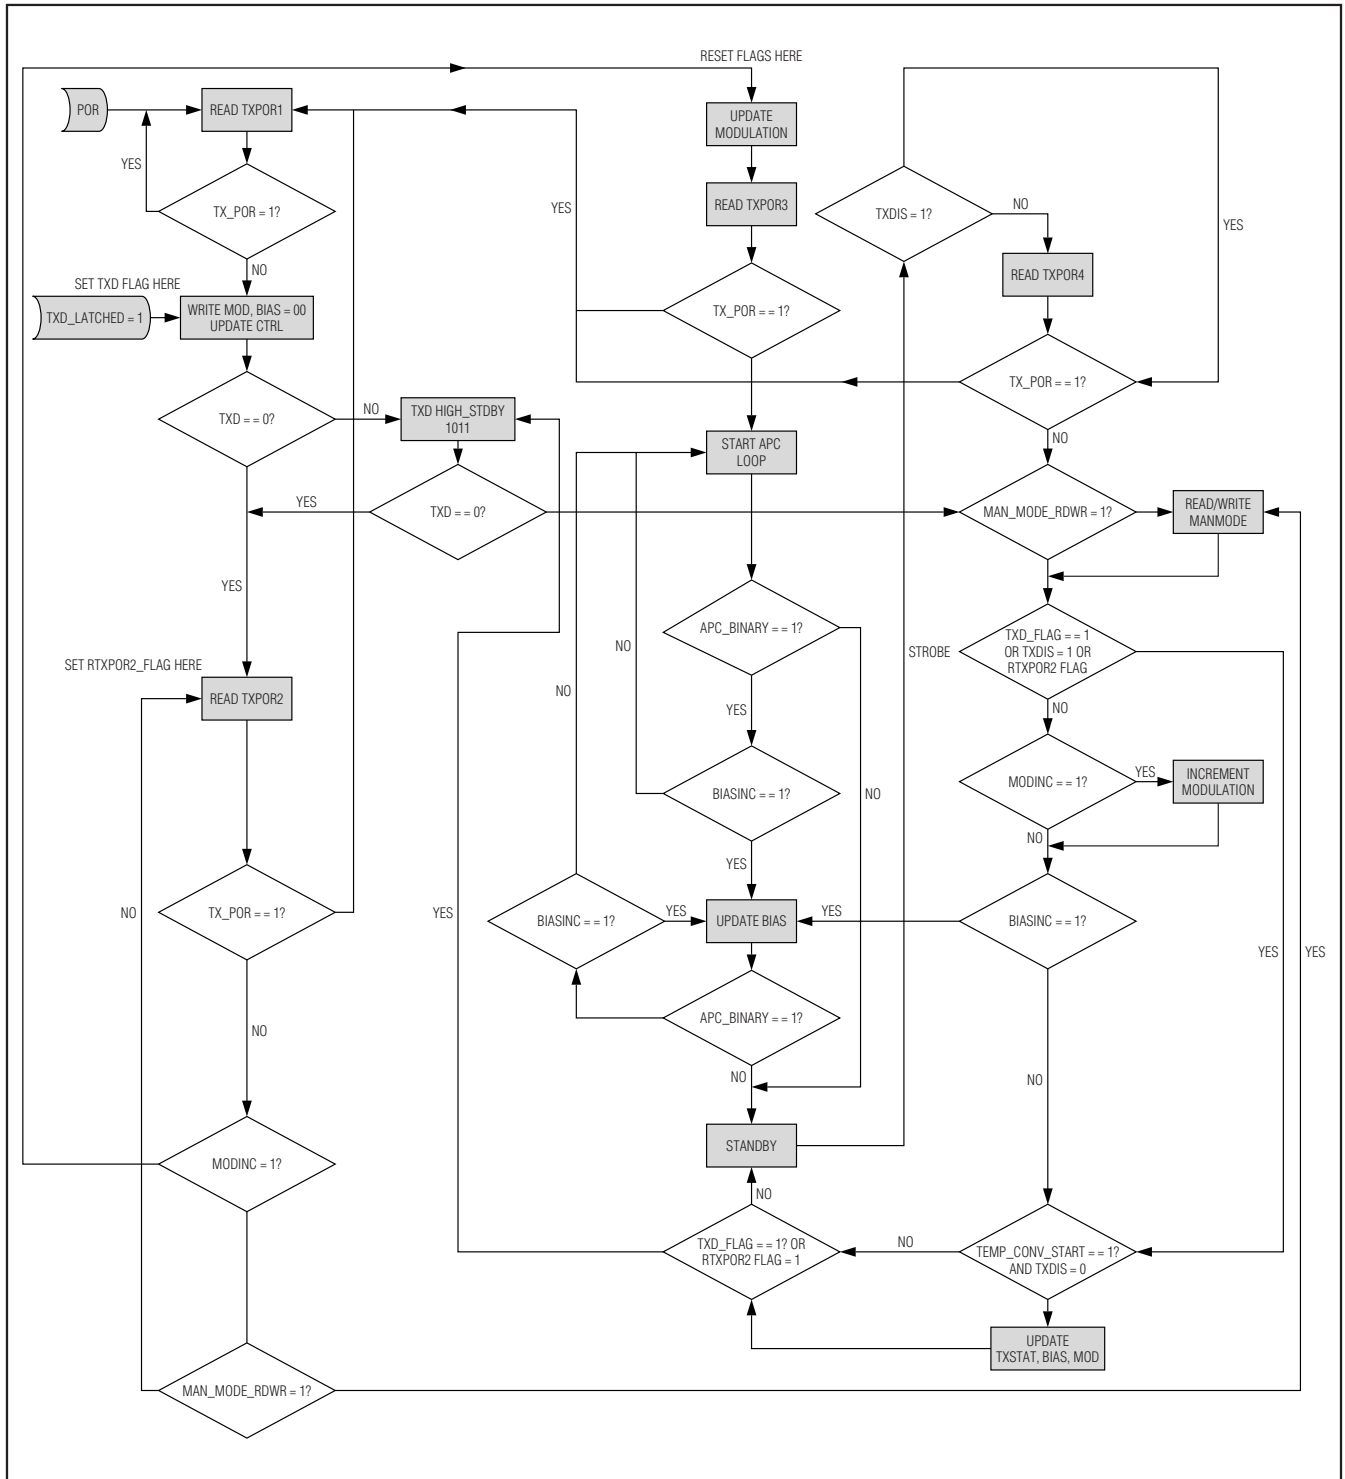 RESET FLAGS HERE
POR
READ TXPOR1
UPDATE
MODULATION
YES
TX_POR = 1?
NO
READ TXPOR3
YES
TXDIS = 1?
NO
YES
READ TXPOR4
SET TXD FLAG HERE
TXD_LATCHED = 1
WRITE MOD, BIAS = 00
UPDATE CTRL
TX_POR = = 1?
TX_POR = = 1?
NO
TXD = = 0?
NO
TXD HIGH_STDBY
1011
START APC
LOOP
YES
TXD = = 0?
MAN_MODE_RDWR = 1?
READ/WRITE
MANMODE
YES
APC_BINARY = = 1?
NO
STROBE
TXD_FLAG = = 1
OR TXDIS = 1 OR
RTXPOR2 FLAG
SET RTXPOR2_FLAG HERE
READ TXPOR2
NO
YES
NO
BIASINC = = 1?
NO
MODINC = = 1?
YES
INCREMENT
MODULATION
NO
YES
TX_POR = = 1?
NO
YES
BIASINC = = 1?
YES
UPDATE BIAS
YES
BIASINC = = 1?
YES
YES
NO
APC_BINARY = = 1?
NO
NO
STANDBY
MODINC = 1?
NO
TXD_FLAG = = 1? OR
RTXPOR2 FLAG = 1
NO
TEMP_CONV_START = = 1?
AND TXDIS = 0
UPDATE
TXSTAT, BIAS, MOD
MAN_MODE_RDWR = 1?